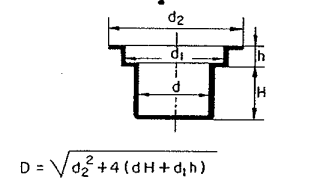 d₂
d₁
h
d
H
D = √d₂² + 4 (dH + d₁h)